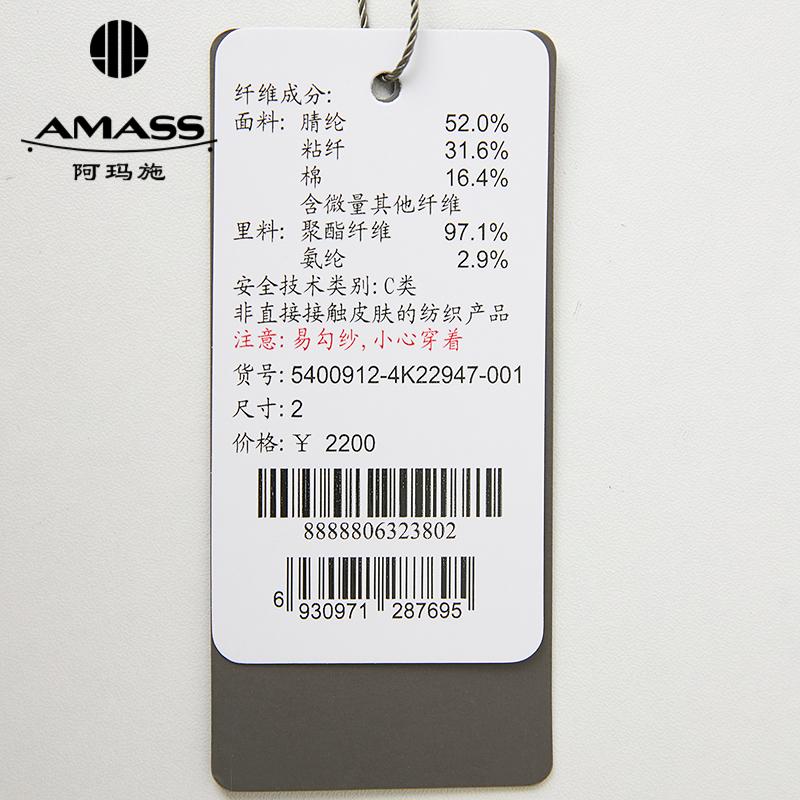 AMASS
阿玛施
纤维成分:
面料: 腈纶 52.0%
粘纤 31.6%
棉 16.4%
含微量其他纤维
里料: 聚酯纤维 97.1%
氨纶 2.9%
安全技术类别: C类
非直接接触皮肤的纺织产品
注意: 易勾纱, 小心穿着
货号: 5400912-4K22947-001
尺寸: 2
价格: ￥ 2200
8888806323802
6 930971 287695